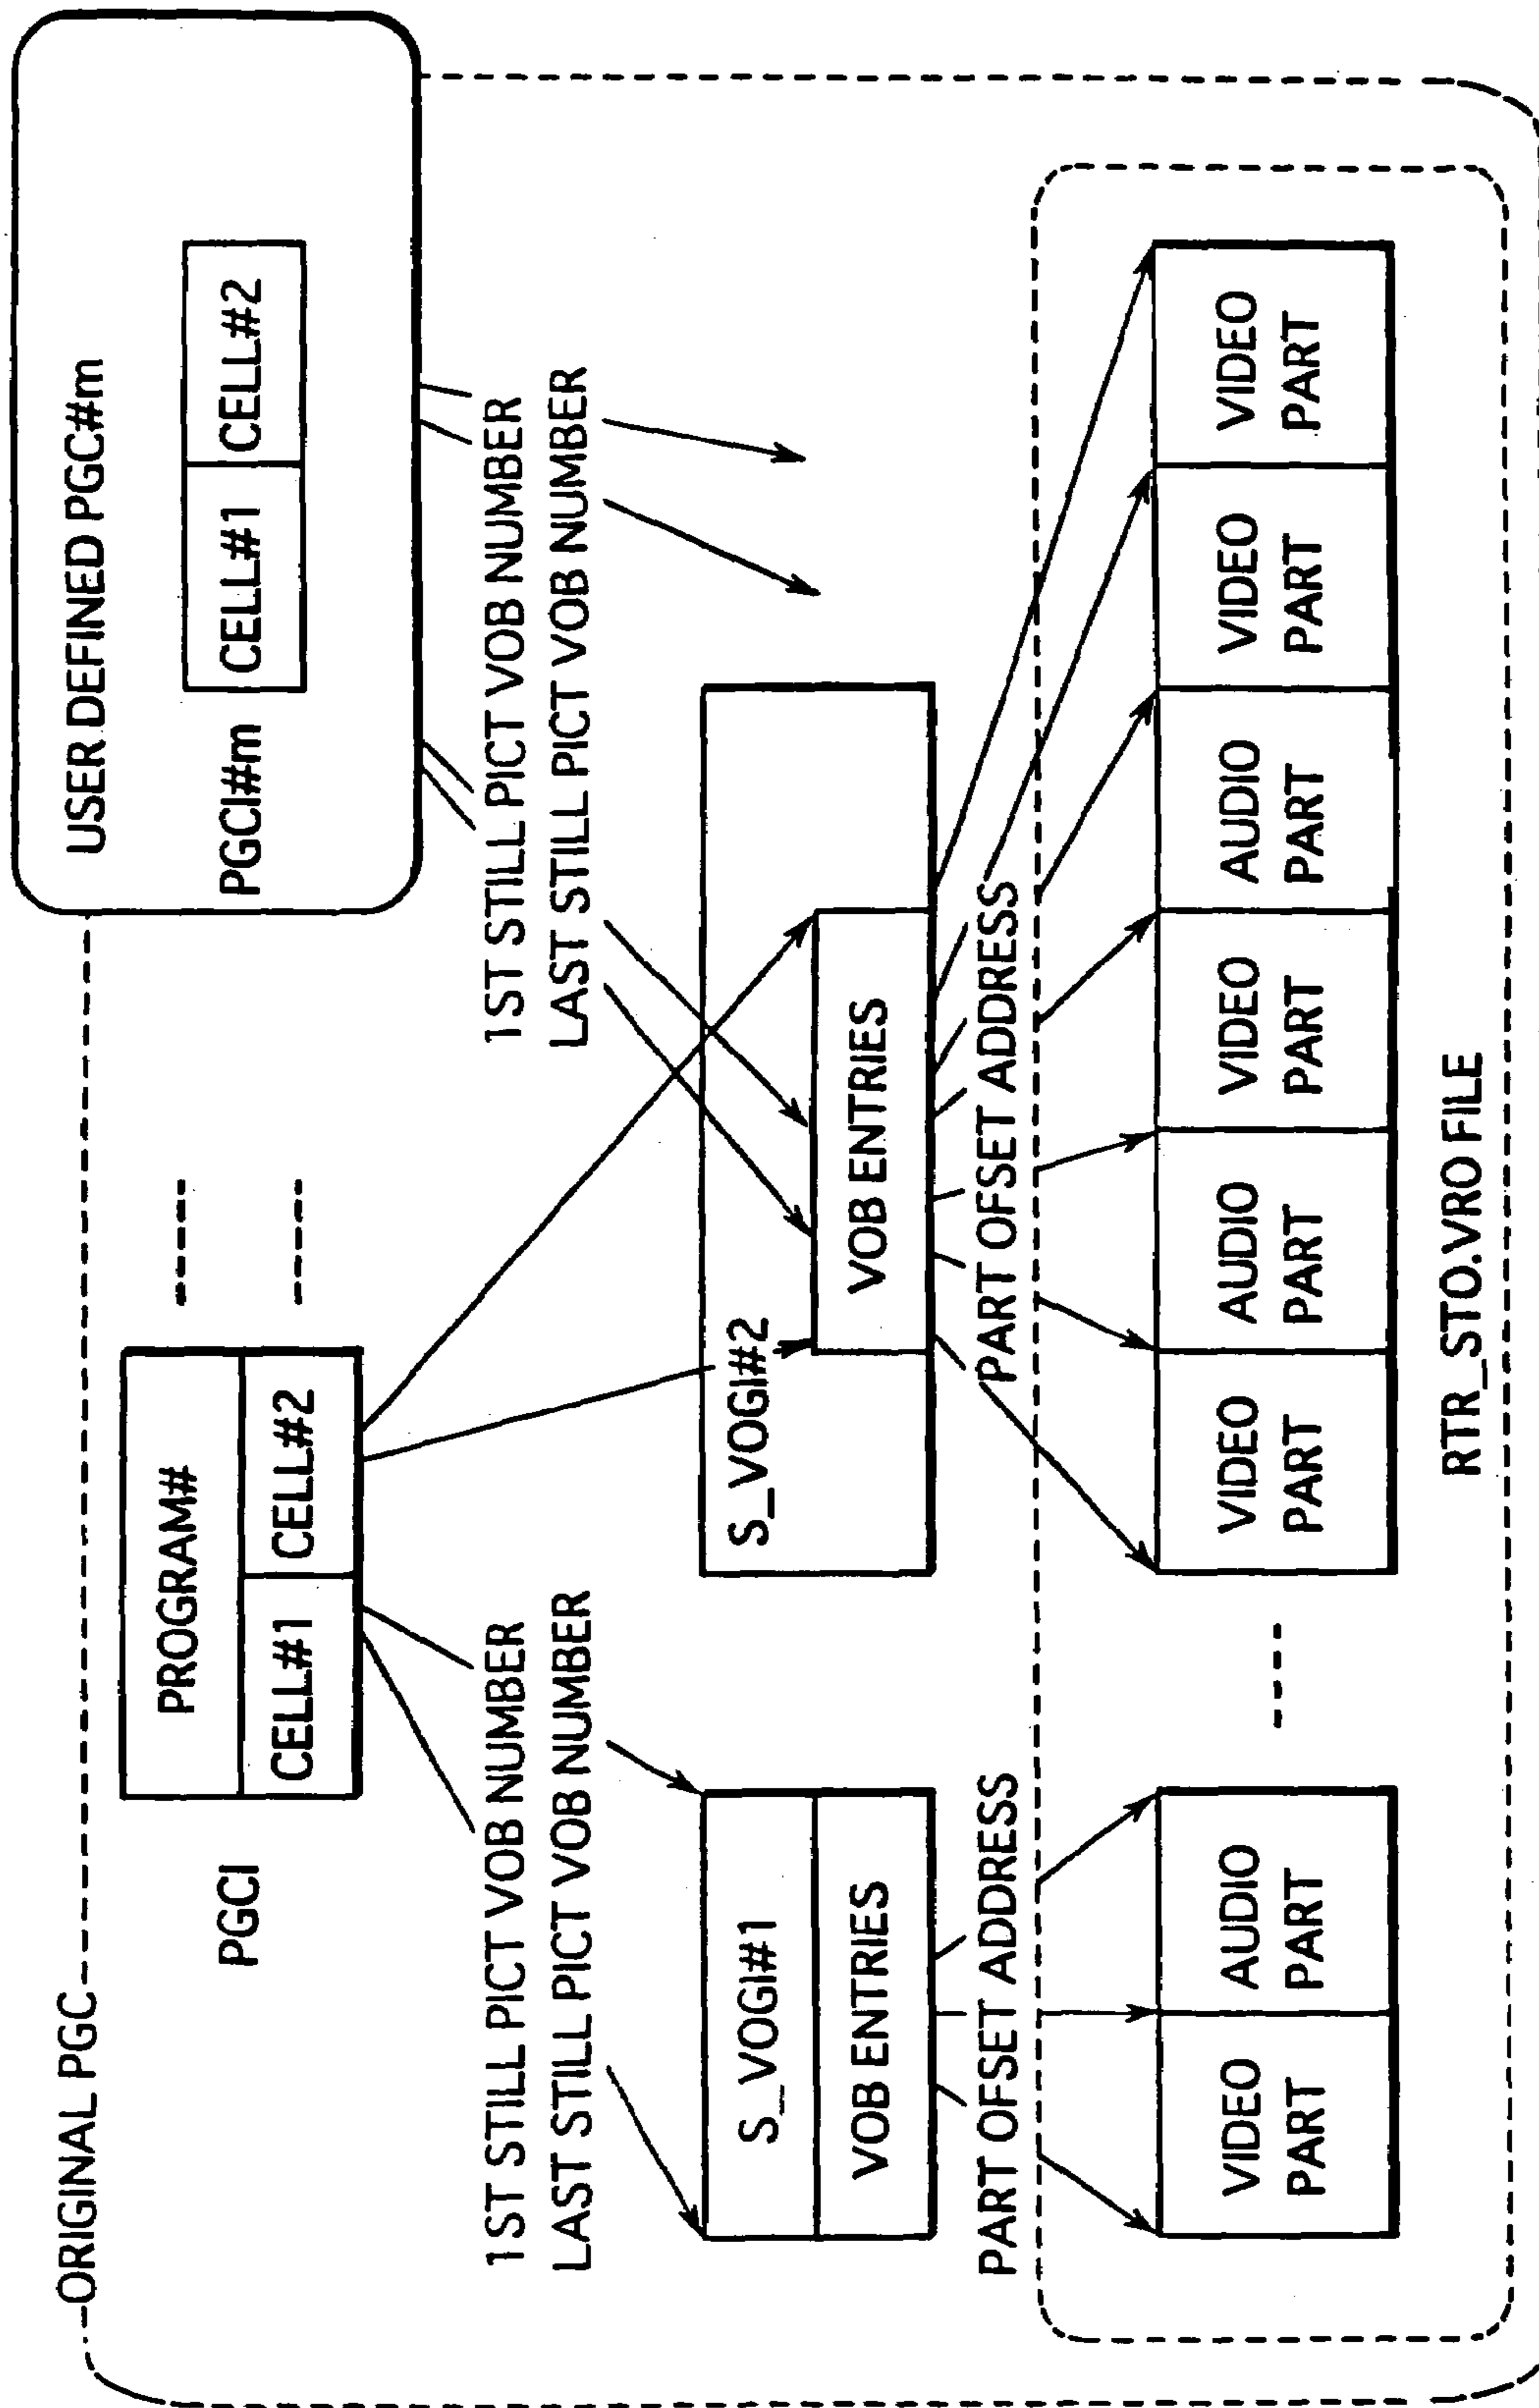 ORIGINAL PGC
USER DEFINED PGC#m
PGCI
PROGRAM#
CELL#1
CELL#2
PGCI#m
CELL#1
CELL#2
1ST STILL PICT VOB NUMBER
LAST STILL PICT VOB NUMBER
1ST STILL PICT VOB NUMBER
LAST STILL PICT VOB NUMBER
S_VOGI#1
VOB ENTRIES
S_VOGI#2
VOB ENTRIES
PART OFSET ADDRESS
PART OFSET ADDRESS
VIDEO
PART
AUDIO
PART
VIDEO
PART
AUDIO
PART
VIDEO
PART
AUDIO
PART
VIDEO
PART
VIDEO
PART
RTR_STO.VRO FILE